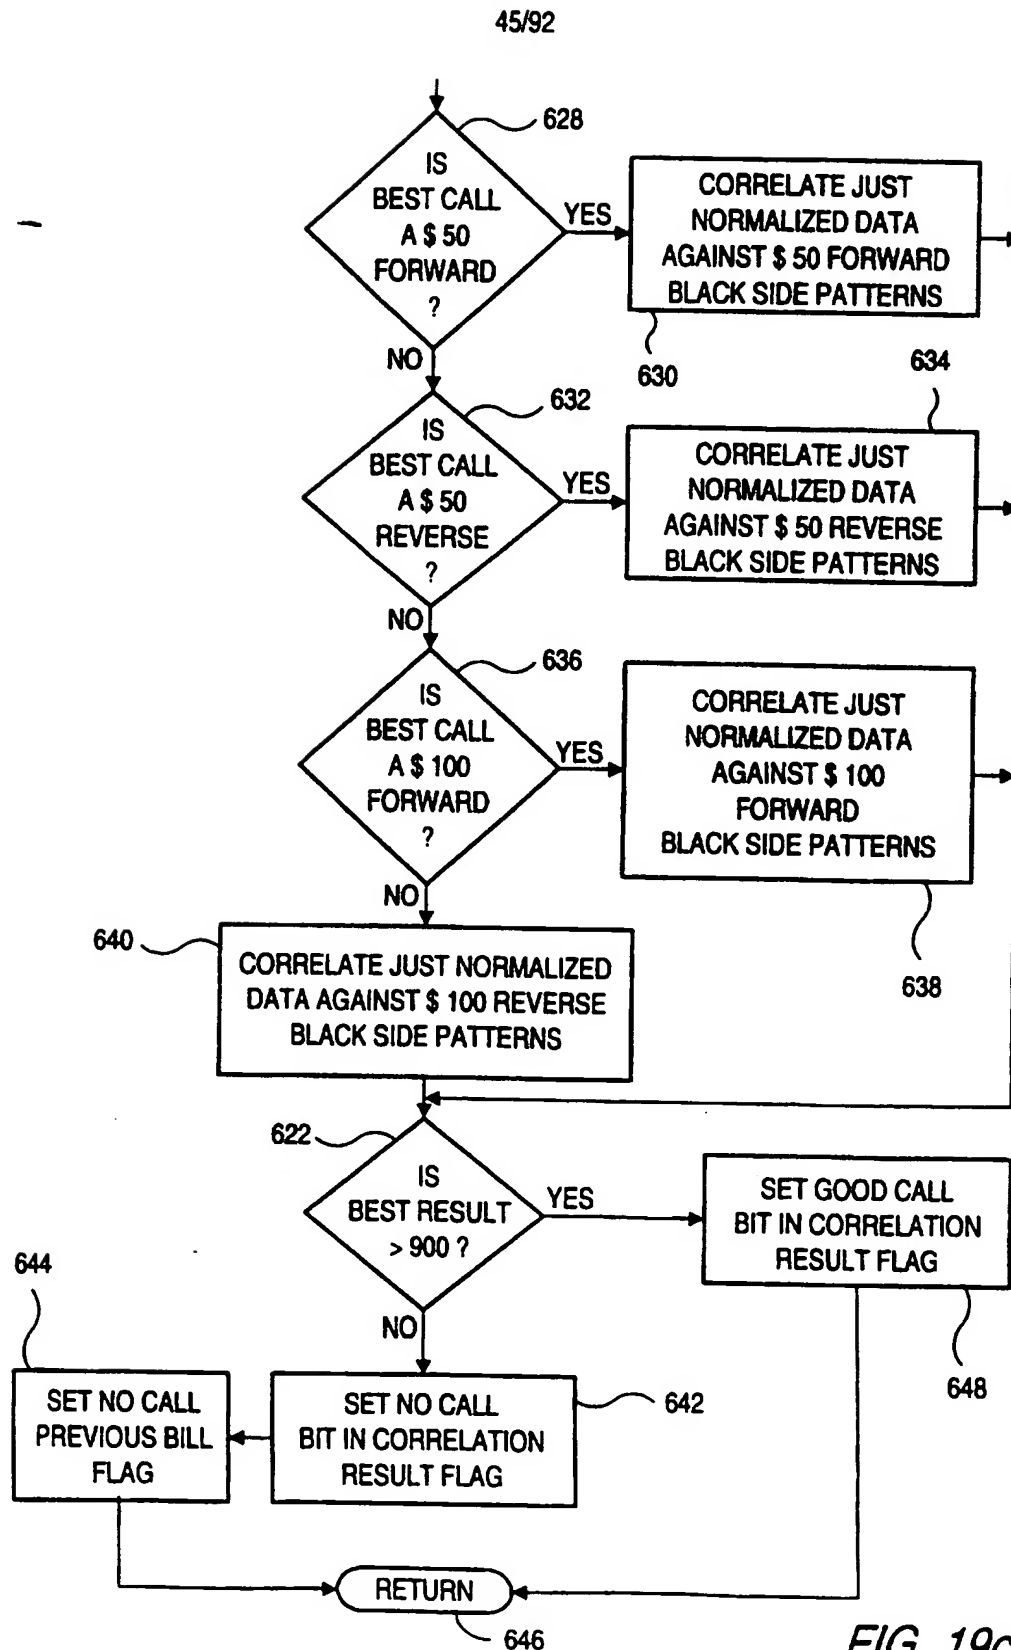 45/92
628
IS
BEST CALL
A $ 50
FORWARD
?
YES
CORRELATE JUST
NORMALIZED DATA
AGAINST $ 50 FORWARD
BLACK SIDE PATTERNS
630
NO
632
IS
BEST CALL
A $ 50
REVERSE
?
YES
634
CORRELATE JUST
NORMALIZED DATA
AGAINST $ 50 REVERSE
BLACK SIDE PATTERNS
NO
636
IS
BEST CALL
A $ 100
FORWARD
?
YES
CORRELATE JUST
NORMALIZED DATA
AGAINST $ 100
FORWARD
BLACK SIDE PATTERNS
638
NO
640
CORRELATE JUST NORMALIZED
DATA AGAINST $ 100 REVERSE
BLACK SIDE PATTERNS
622
IS
BEST RESULT
> 900 ?
YES
SET GOOD CALL
BIT IN CORRELATION
RESULT FLAG
648
NO
644
SET NO CALL
PREVIOUS BILL
FLAG
SET NO CALL
BIT IN CORRELATION
RESULT FLAG
642
RETURN
646
FIG. 19c